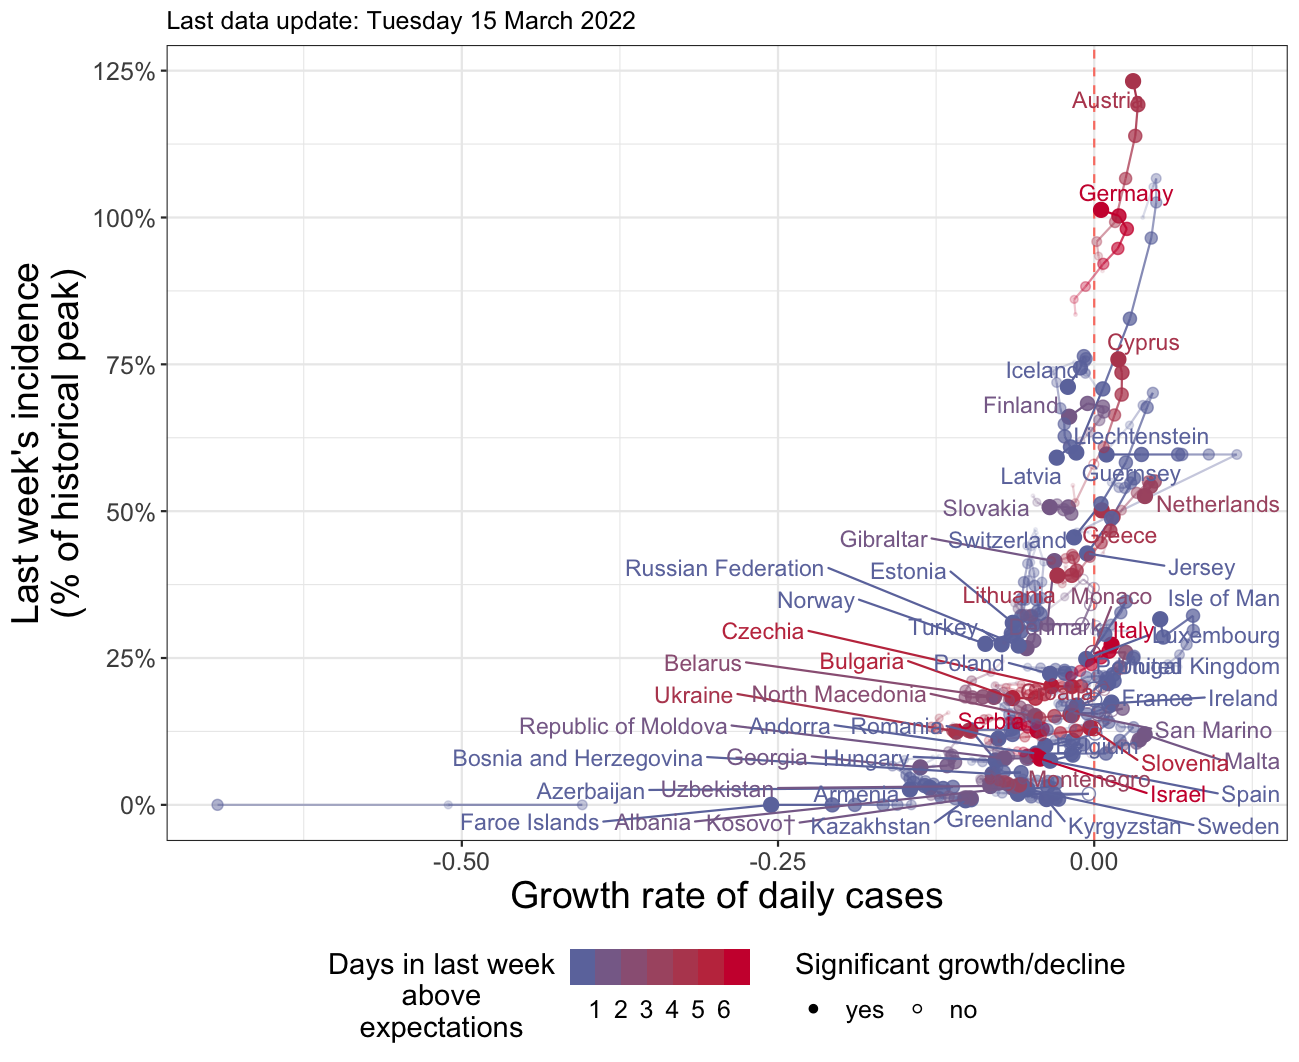 Last data update: Tuesday 15 March 2022
Last week's incidence
(% of historical peak)
125%
100%
75%
50%
25%
0%
Austria
Germany
Cyprus
Iceland
Finland
Liechtenstein
Latvia
Guernsey
Slovakia
Netherlands
Gibraltar
Switzerland
Greece
Russian Federation
Estonia
Jersey
Norway
Lithuania
Monaco
Isle of Man
Czechia
Turkey
Italy
Luxembourg
Belarus
Bulgaria
Poland
United Kingdom
Ukraine
North Macedonia
Croatia
France
Ireland
Republic of Moldova
Andorra
Romania
Serbia
San Marino
Bosnia and Herzegovina
Georgia
Hungary
Belgium
Slovenia
Malta
Azerbaijan
Uzbekistan
Armenia
Montenegro
Israel
Spain
Faroe Islands
Albania
Kosovo†
Kazakhstan
Greenland
Kyrgyzstan
Sweden
-0.50
-0.25
0.00
Growth rate of daily cases
Days in last week
above
expectations
1 2 3 4 5 6
Significant growth/decline
yes
no